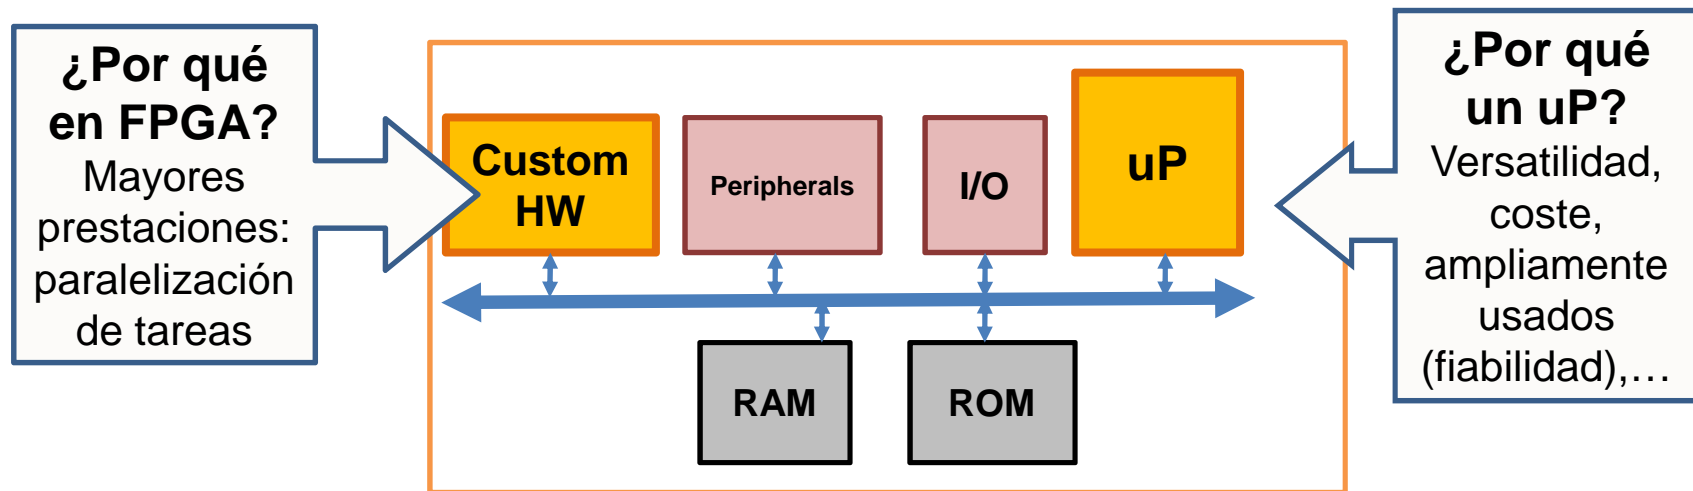 ¿Por qué
en FPGA?
Mayores
prestaciones:
paralelización
de tareas
Custom
HW
Peripherals
I/O
uP
RAM
ROM
¿Por qué
un uP?
Versatilidad,
coste,
ampliamente
usados
(fiabilidad),…